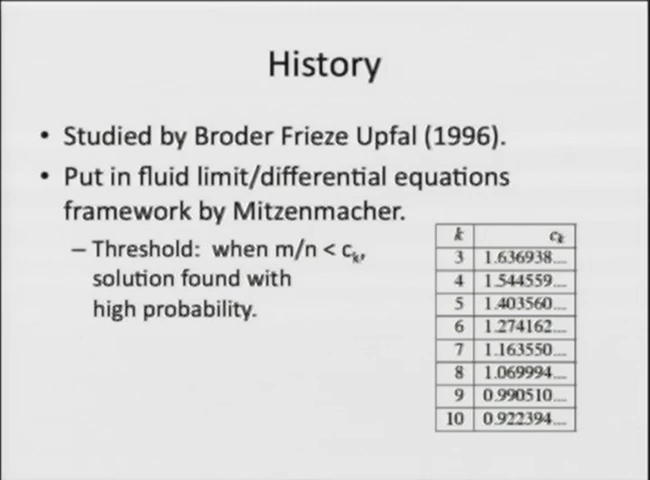 History
• Studied by Broder Frieze Upfal (1996).
• Put in fluid limit/differential equations
framework by Mitzenmacher.
– Threshold: when m/n < cₖ,
solution found with
high probability.
k cₖ
3 1.636938...
4 1.544559...
5 1.403560...
6 1.274162...
7 1.163550...
8 1.069994...
9 0.990510...
10 0.922394...